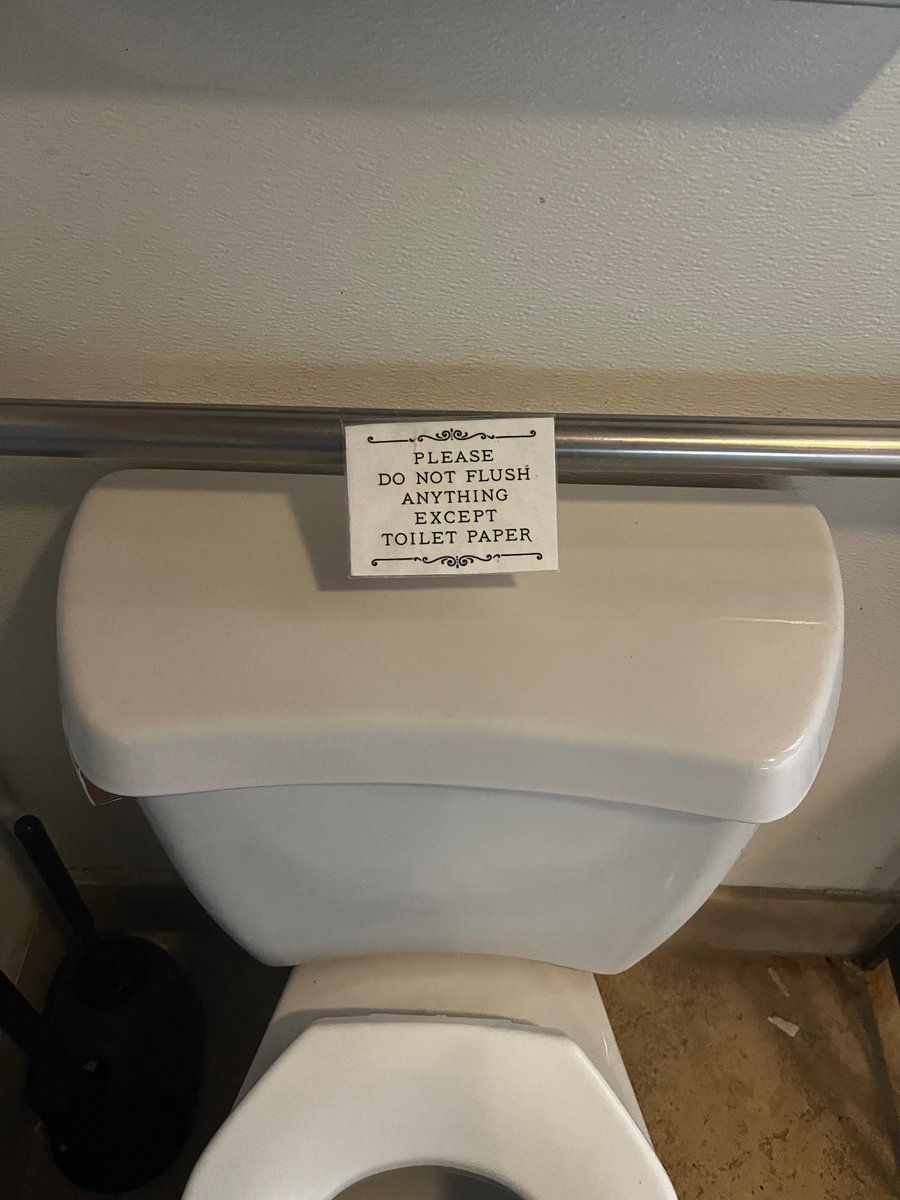 PLEASE
DO NOT FLUSH
ANYTHING
EXCEPT
TOILET PAPER